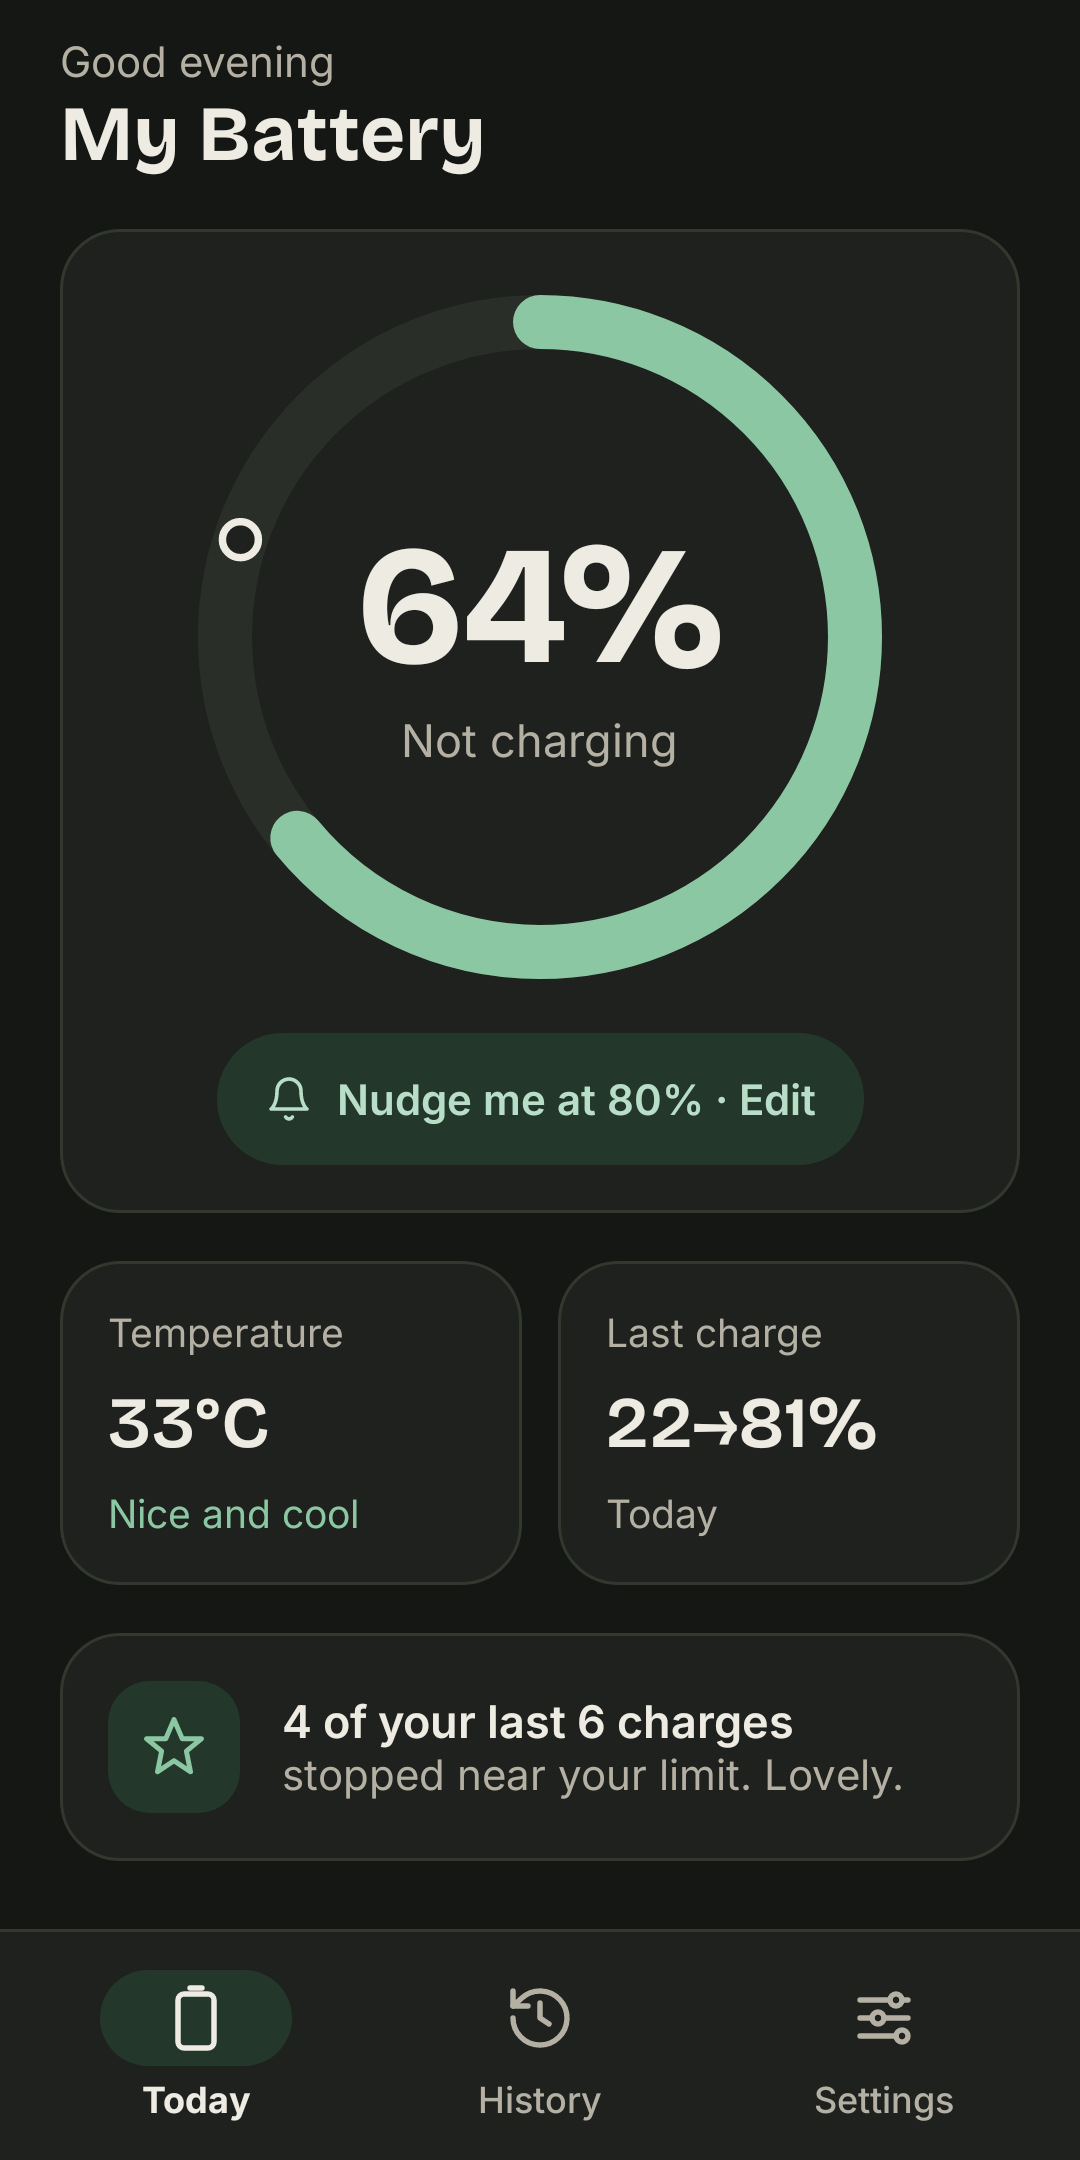 Good evening
My Battery
64%
Not charging
Nudge me at 80% · Edit
Temperature
33°C
Nice and cool
Last charge
22→81%
Today
4 of your last 6 charges
stopped near your limit. Lovely.
Today
History
Settings